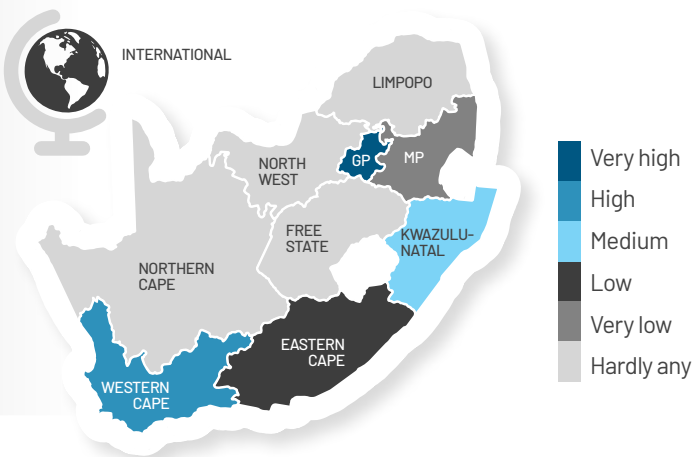 INTERNATIONAL
LIMPOPO
GP
MP
NORTH
WEST
FREE
STATE
KWAZULU-
NATAL
NORTHERN
CAPE
EASTERN
CAPE
WESTERN
CAPE
Very high
High
Medium
Low
Very low
Hardly any